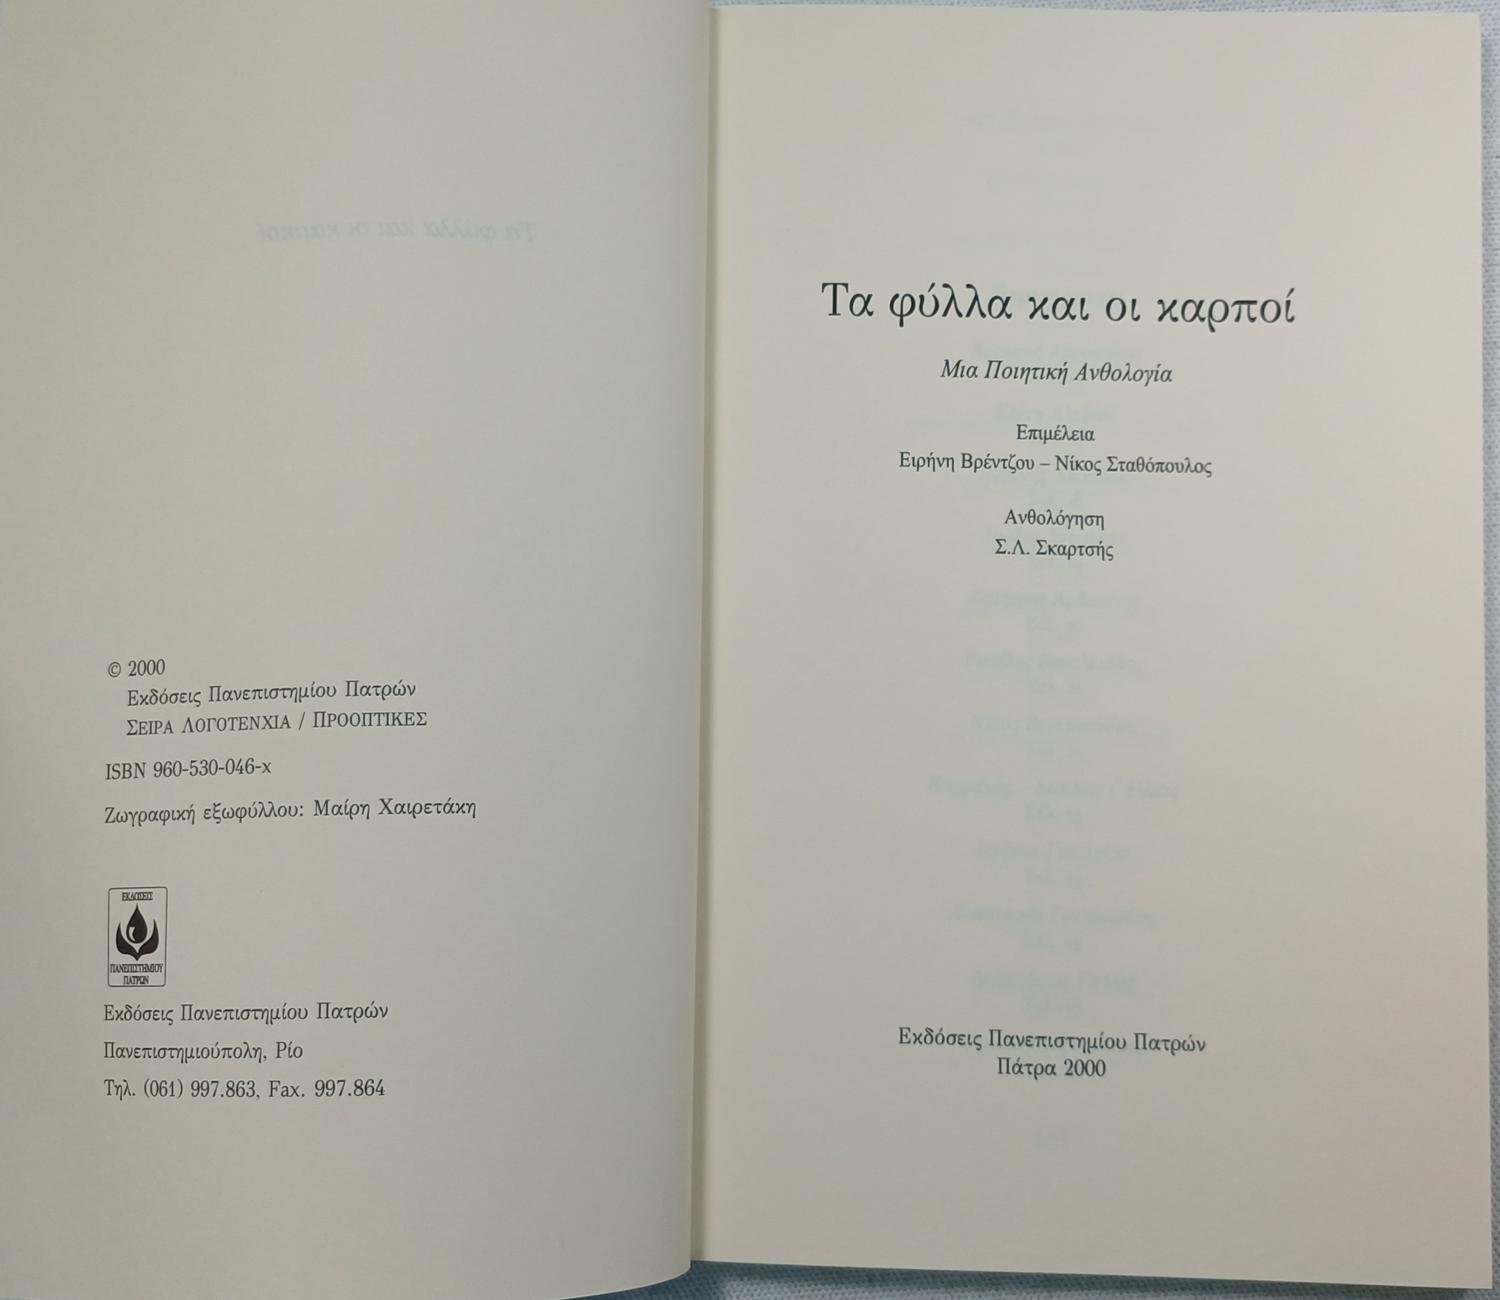 © 2000
Εκδόσεις Πανεπιστημίου Πατρών
ΣΕΙΡΑ ΛΟΓΟΤΕΝΧΙΑ / ΠΡΟΟΠΤΙΚΕΣ
ISBN 960-530-046-x
Ζωγραφική εξωφύλλου: Μαίρη Χαιρετάκη
ΕΚΔΟΣΕΙΣ
ΠΑΝΕΠΙΣΤΗΜΙΟΥ
ΠΑΤΡΩΝ
Εκδόσεις Πανεπιστημίου Πατρών
Πανεπιστημιούπολη, Ρίο
Τηλ. (061) 997.863, Fax. 997.864
Τα φύλλα και οι καρποί
Μια Ποιητική Ανθολογία
Επιμέλεια
Ειρήνη Βρέντζου – Νίκος Σταθόπουλος
Ανθολόγηση
Σ.Λ. Σκαρτσής
Εκδόσεις Πανεπιστημίου Πατρών
Πάτρα 2000